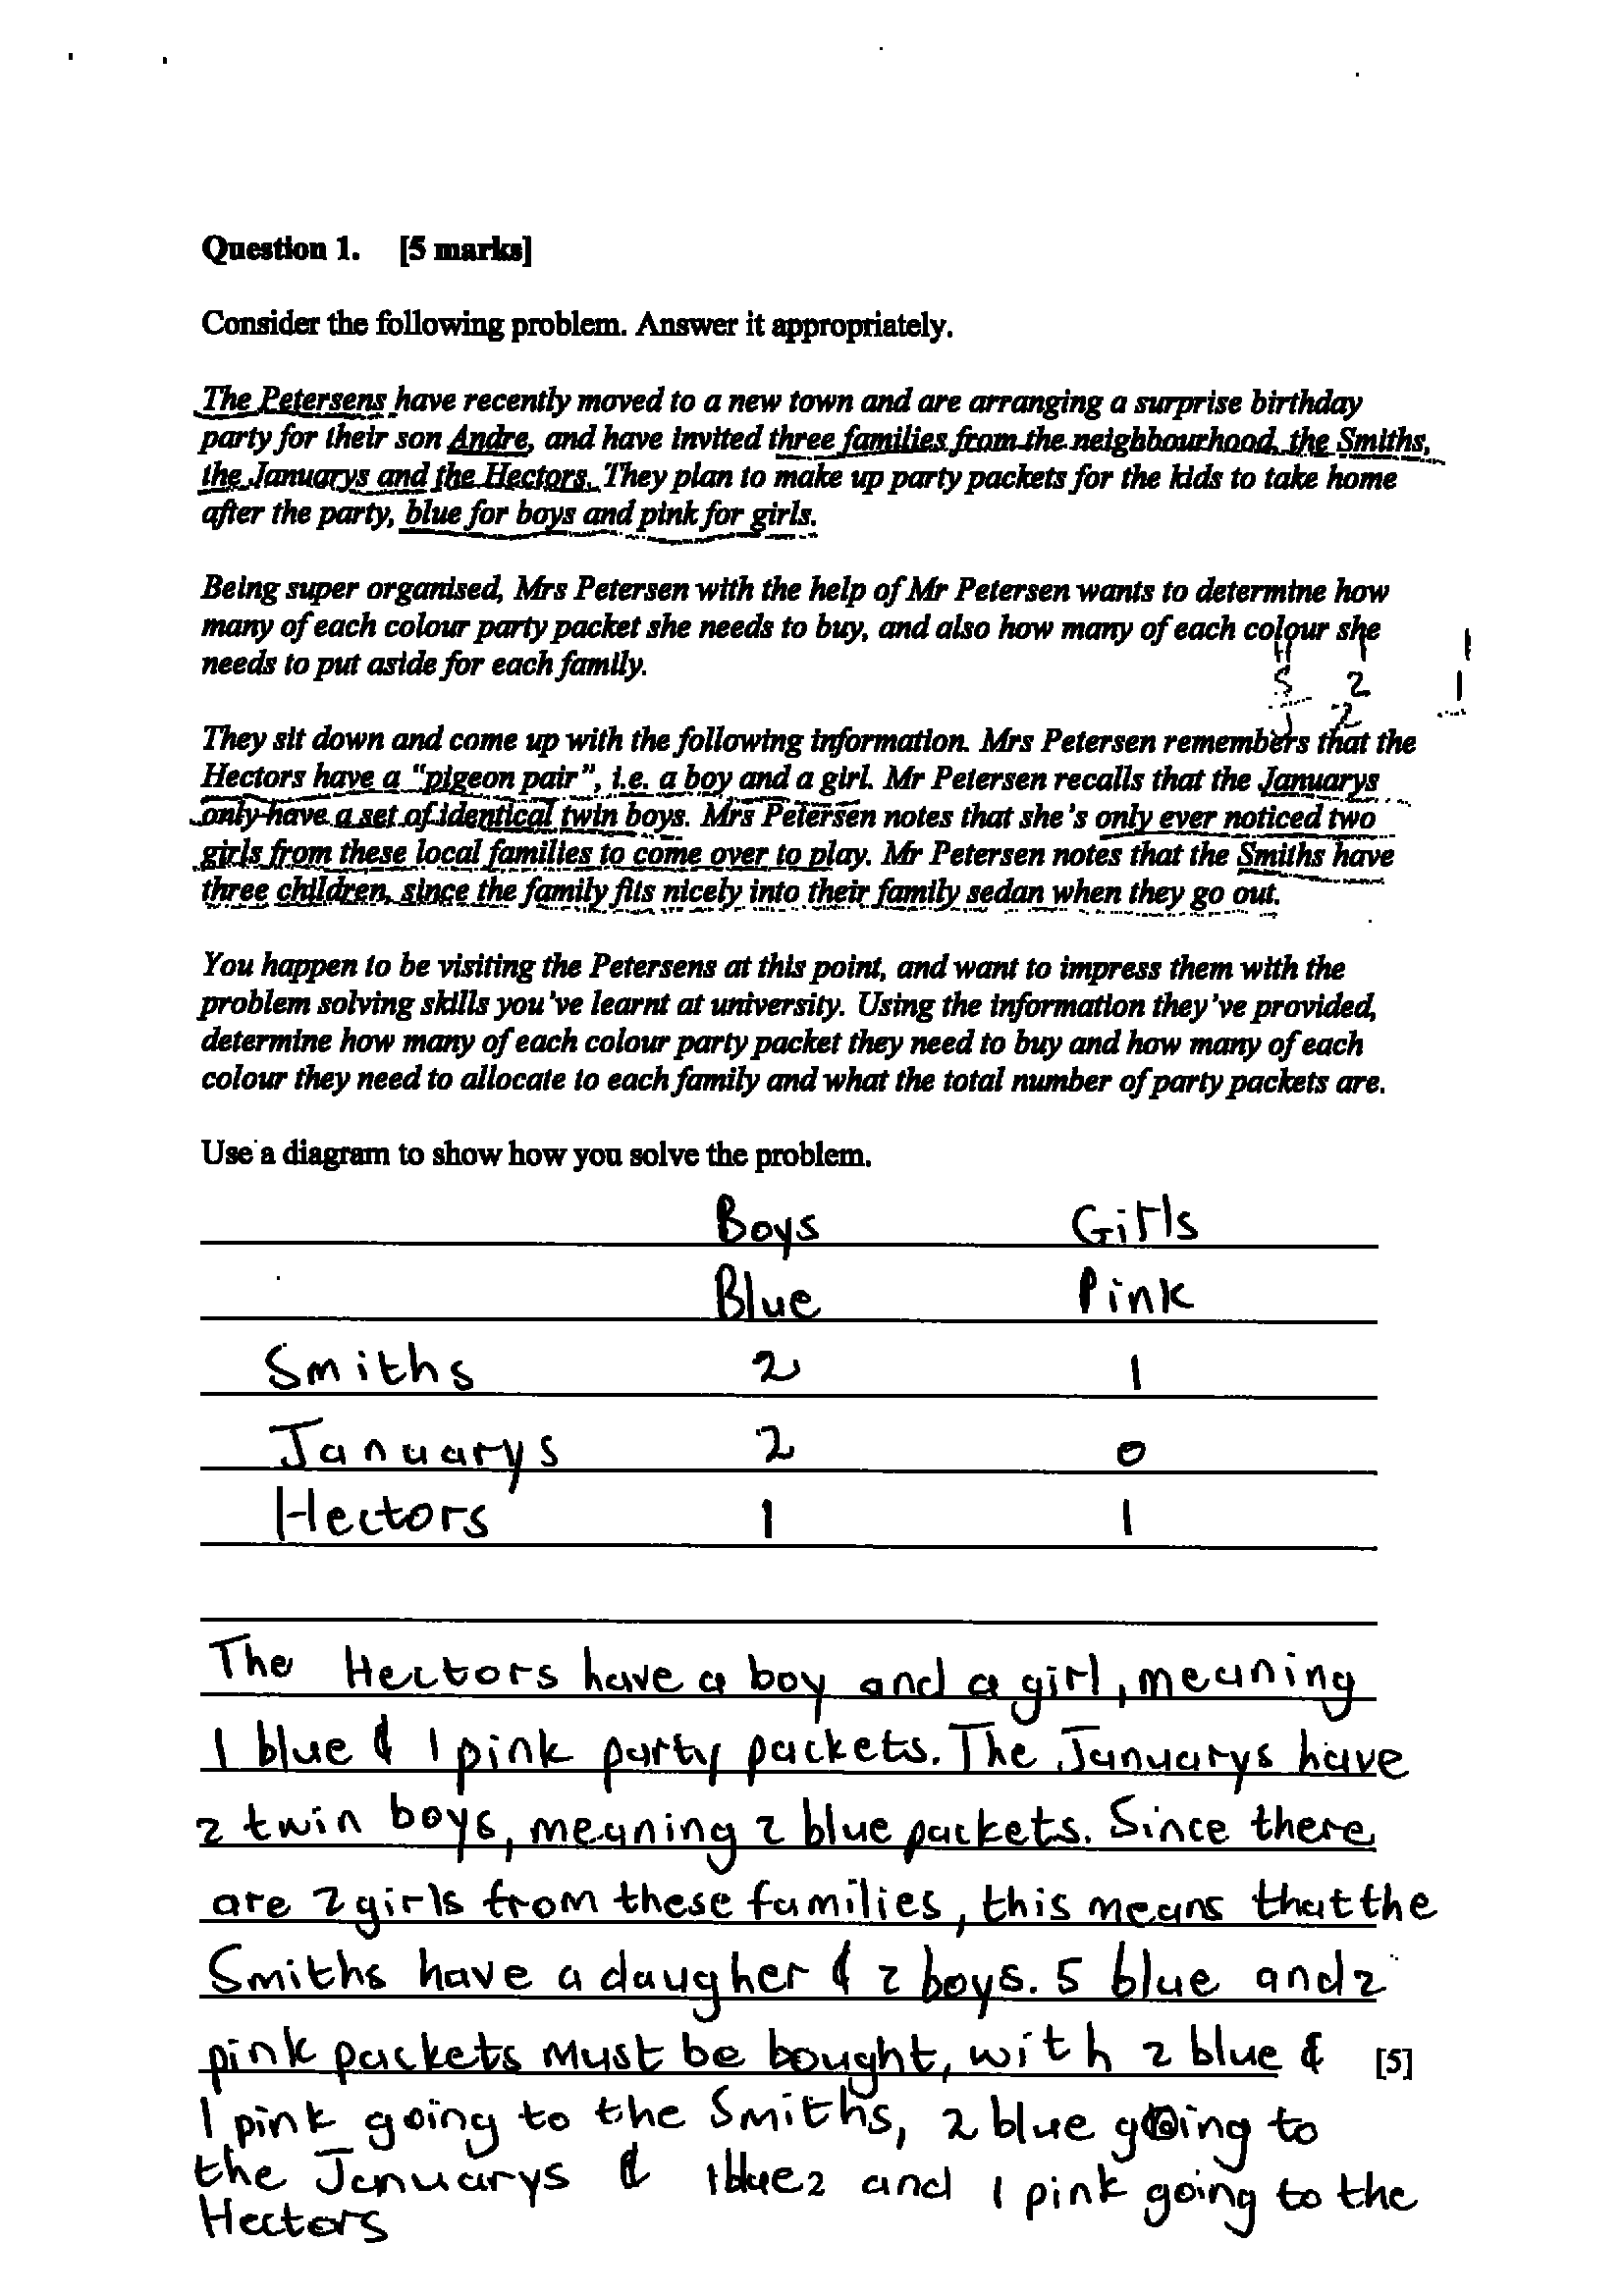 Question 1. [5 marks]
Consider the following problem. Answer it appropriately.
The Petersens have recently moved to a new town and are arranging a surprise birthday
party for their son Andre, and have invited three families from the neighbourhood, the Smiths,
the Januarys and the Hectors. They plan to make up party packets for the kids to take home
after the party, blue for boys and pink for girls.
Being super organised, Mrs Petersen with the help of Mr Petersen wants to determine how
many of each colour party packet she needs to buy, and also how many of each colour she
needs to put aside for each family.
H 1 1
S 2 1
J 2
They sit down and come up with the following information. Mrs Petersen remembers that the
Hectors have a "pigeon pair", i.e. a boy and a girl. Mr Petersen recalls that the Januarys
only have a set of identical twin boys. Mrs Petersen notes that she's only ever noticed two
girls from these local families to come over to play. Mr Petersen notes that the Smiths have
three children, since the family fits nicely into their family sedan when they go out.
You happen to be visiting the Petersens at this point, and want to impress them with the
problem solving skills you've learnt at university. Using the information they've provided,
determine how many of each colour party packet they need to buy and how many of each
colour they need to allocate to each family and what the total number of party packets are.
Use a diagram to show how you solve the problem.
Boys Girls
Blue Pink
Smiths 2 1
Januarys 2 0
Hectors 1 1
The Hectors have a boy and a girl, meaning
1 blue & 1 pink party packets. The Januarys have
2 twin boys, meaning 2 blue packets. Since there
are 2 girls from these families, this means that the
Smiths have a daugher & 2 boys. 5 blue and 2
pink packets must be bought, with 2 blue & [5]
1 pink going to the Smiths, 2 blue going to
the Januarys & 1 blue and 1 pink going to the
Hectors